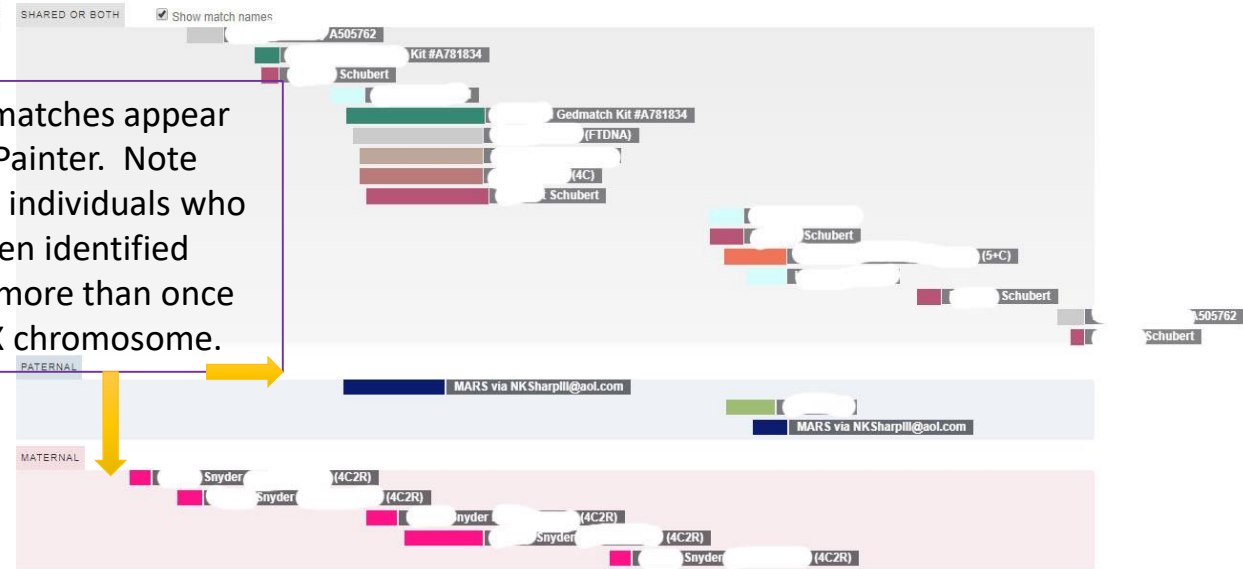 SHARED OR BOTH Show match names
A505762
Kit #A781834
Schubert
matches appear
Painter. Note
individuals who
en identified
more than once
X chromosome.
Gedmatch Kit #A781834
(FTDNA)
(4C)
Schubert
Schubert
(5+C)
Schubert
A505762
Schubert
PATERNAL
MARS via NKSharpIII@aol.com
MARS via NKSharpIII@aol.com
MATERNAL
Snyder (4C2R)
Snyder (4C2R)
nyder (4C2R)
Snyder (4C2R)
Snyder (4C2R)